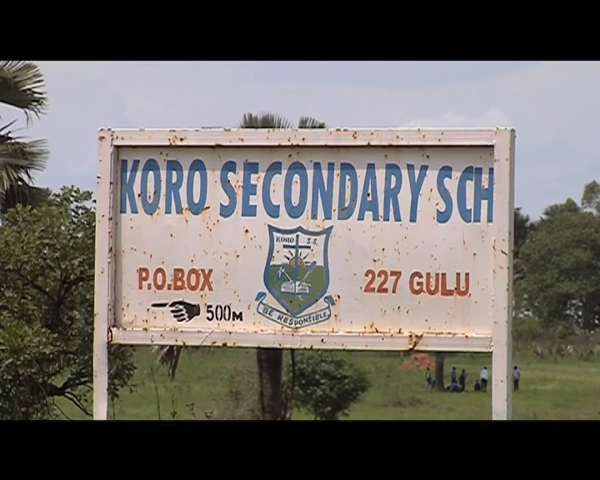 KORO SECONDARY SCH
KORO S.S.
P.O.BOX 227 GULU
500M
BE RESPONSIBLE